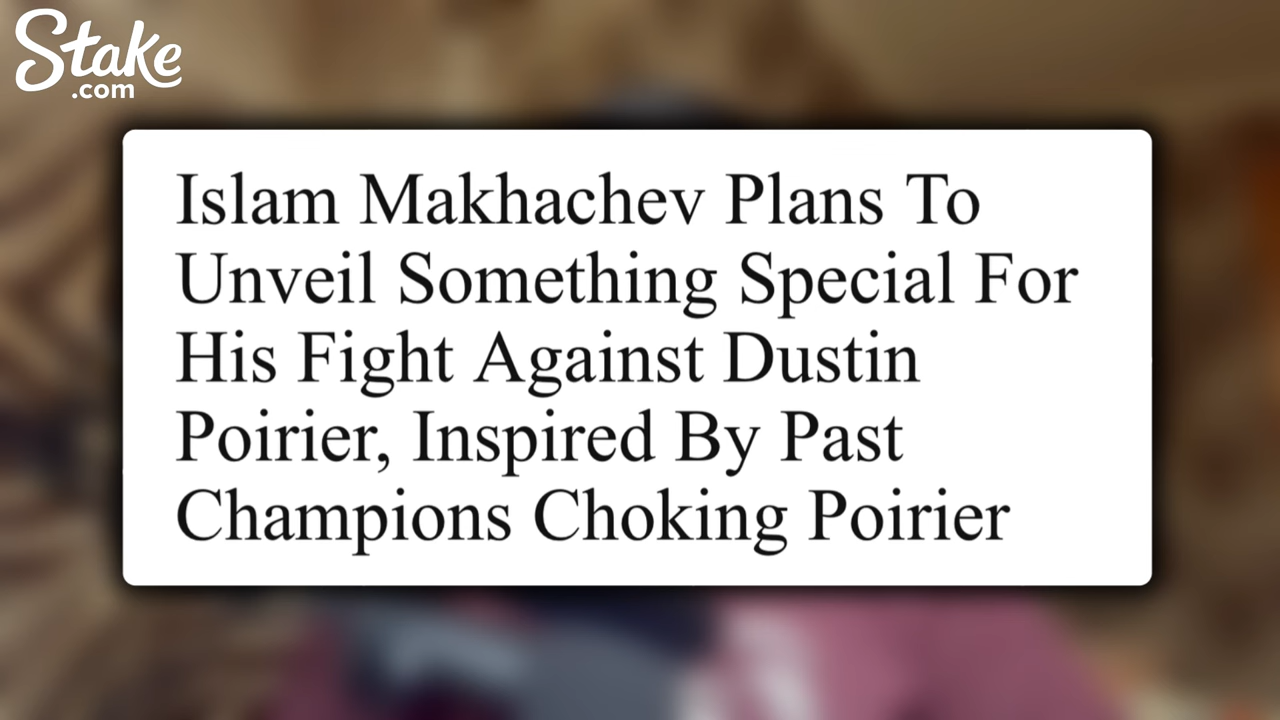 Stake
.com
Islam Makhachev Plans To
Unveil Something Special For
His Fight Against Dustin
Poirier, Inspired By Past
Champions Choking Poirier